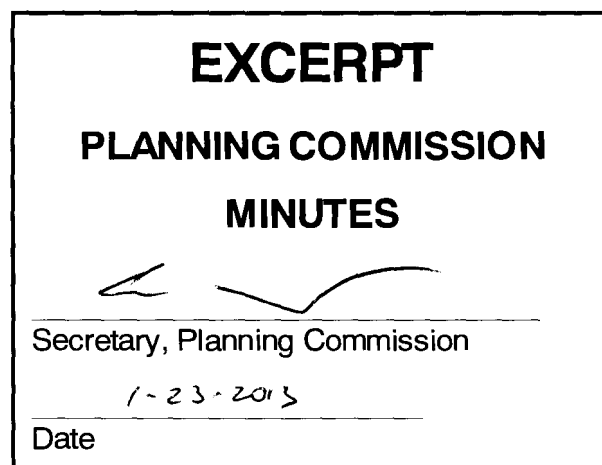 EXCERPT
PLANNING COMMISSION
MINUTES
Secretary, Planning Commission
1-23-2013
Date